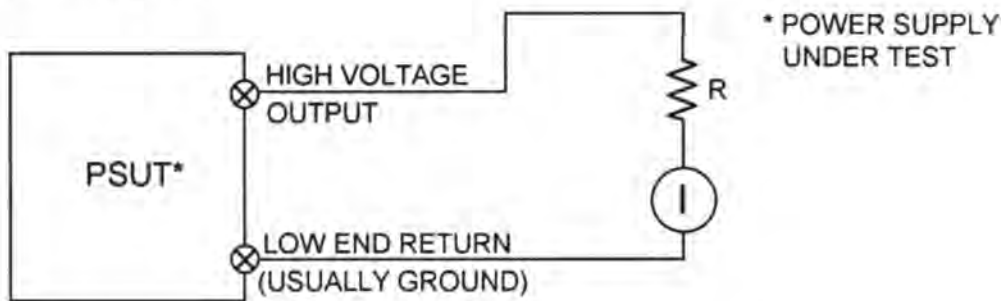 * POWER SUPPLY
UNDER TEST
HIGH VOLTAGE
OUTPUT
R
PSUT*
I
LOW END RETURN
(USUALLY GROUND)